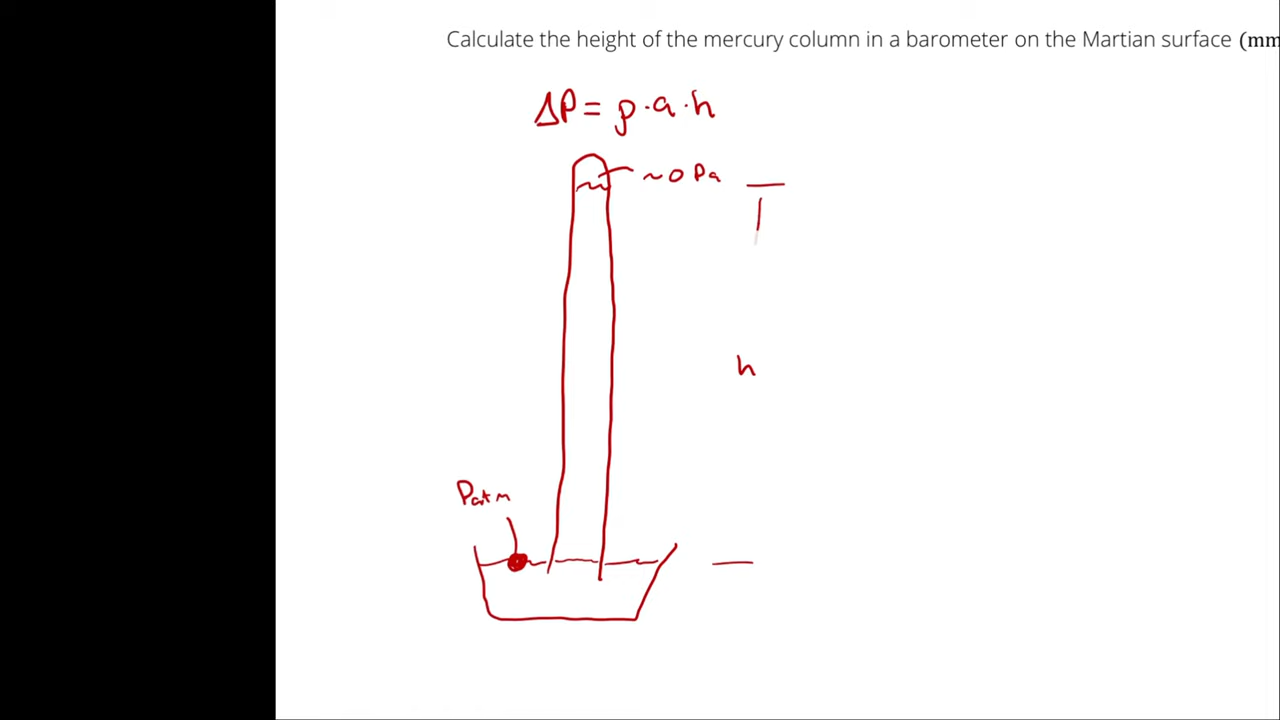 Calculate the height of the mercury column in a barometer on the Martian surface (mm
ΔP = ρ·a·h
~0 Pa
h
Patm